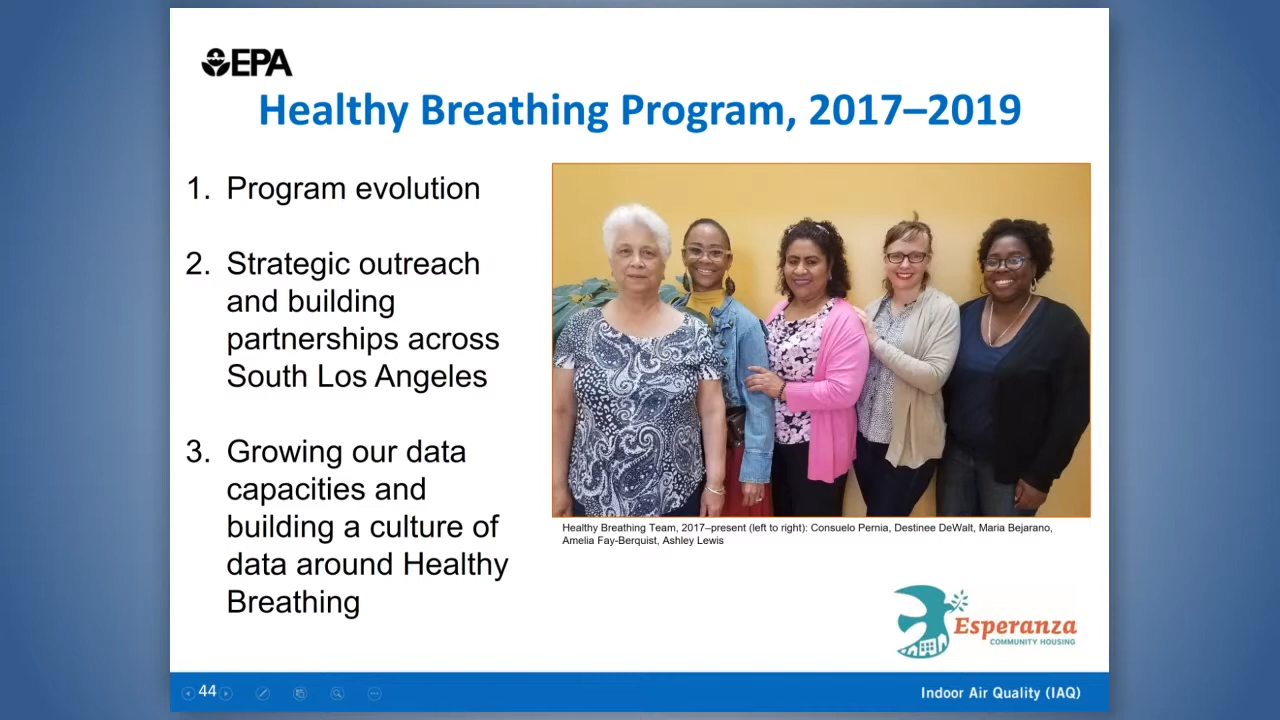 EPA
Healthy Breathing Program, 2017–2019
1. Program evolution
2. Strategic outreach
and building
partnerships across
South Los Angeles
3. Growing our data
capacities and
building a culture of
data around Healthy
Breathing
Healthy Breathing Team, 2017–present (left to right): Consuelo Pernia, Destinee DeWalt, Maria Bejarano,
Amelia Fay-Berquist, Ashley Lewis
Esperanza
COMMUNITY HOUSING
44
Indoor Air Quality (IAQ)